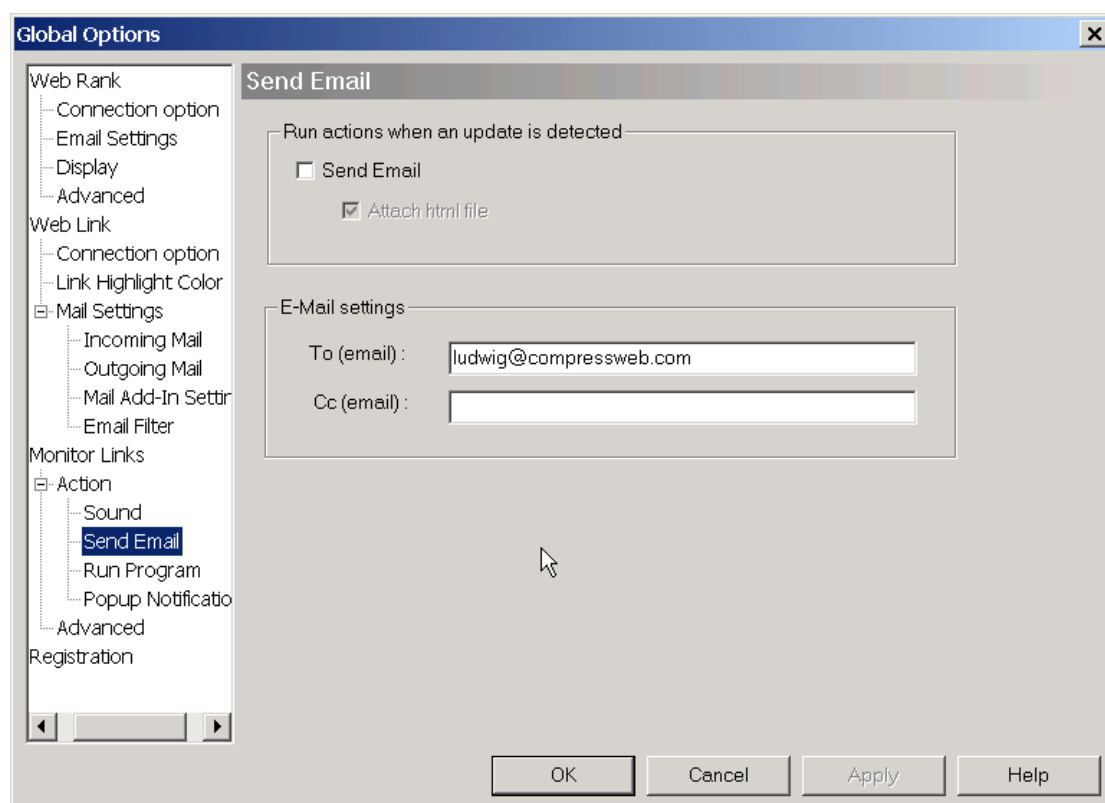 Global Options
Web Rank
Connection option
Email Settings
Display
Advanced
Web Link
Connection option
Link Highlight Color
Mail Settings
Incoming Mail
Outgoing Mail
Mail Add-In Settin
Email Filter
Monitor Links
Action
Sound
Send Email
Run Program
Popup Notificatio
Advanced
Registration
Send Email
Run actions when an update is detected
Send Email
Attach html file
E-Mail settings
To (email) : ludwig@compressweb.com
Cc (email) :
OK Cancel Apply Help